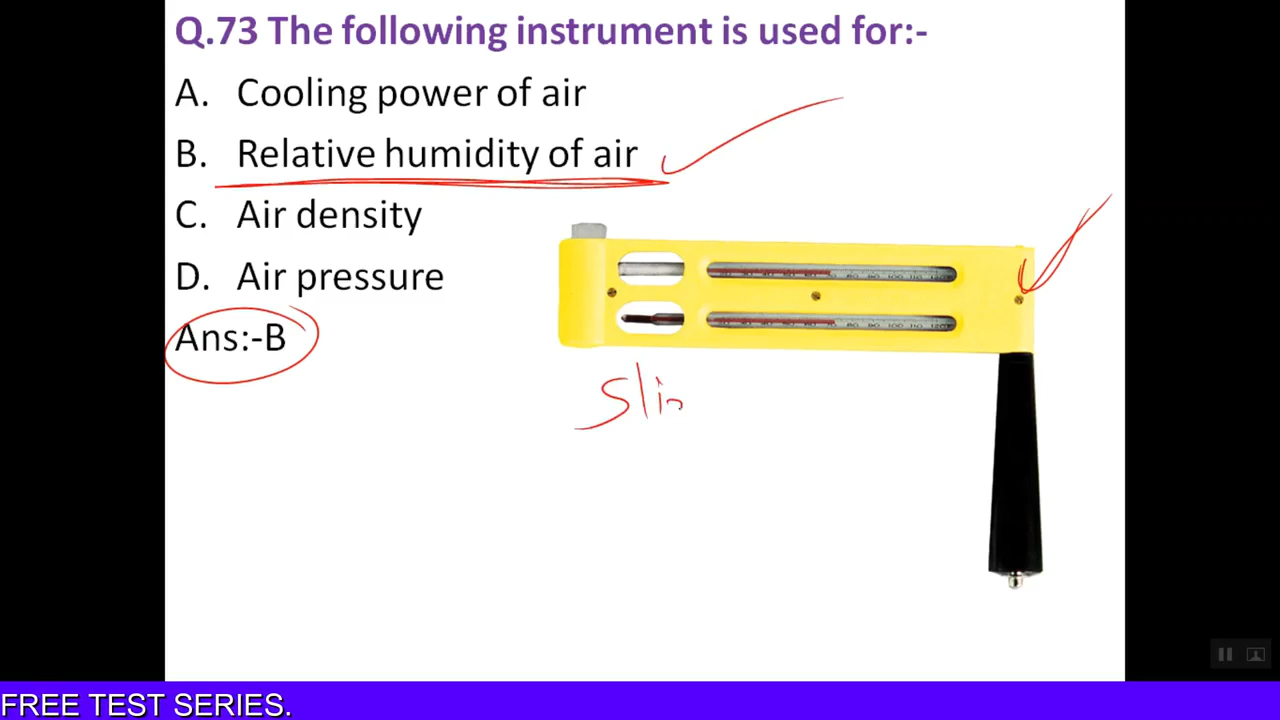 Q.73 The following instrument is used for:-
A. Cooling power of air
B. Relative humidity of air
C. Air density
D. Air pressure
Ans:-B
Sli
FREE TEST SERIES.